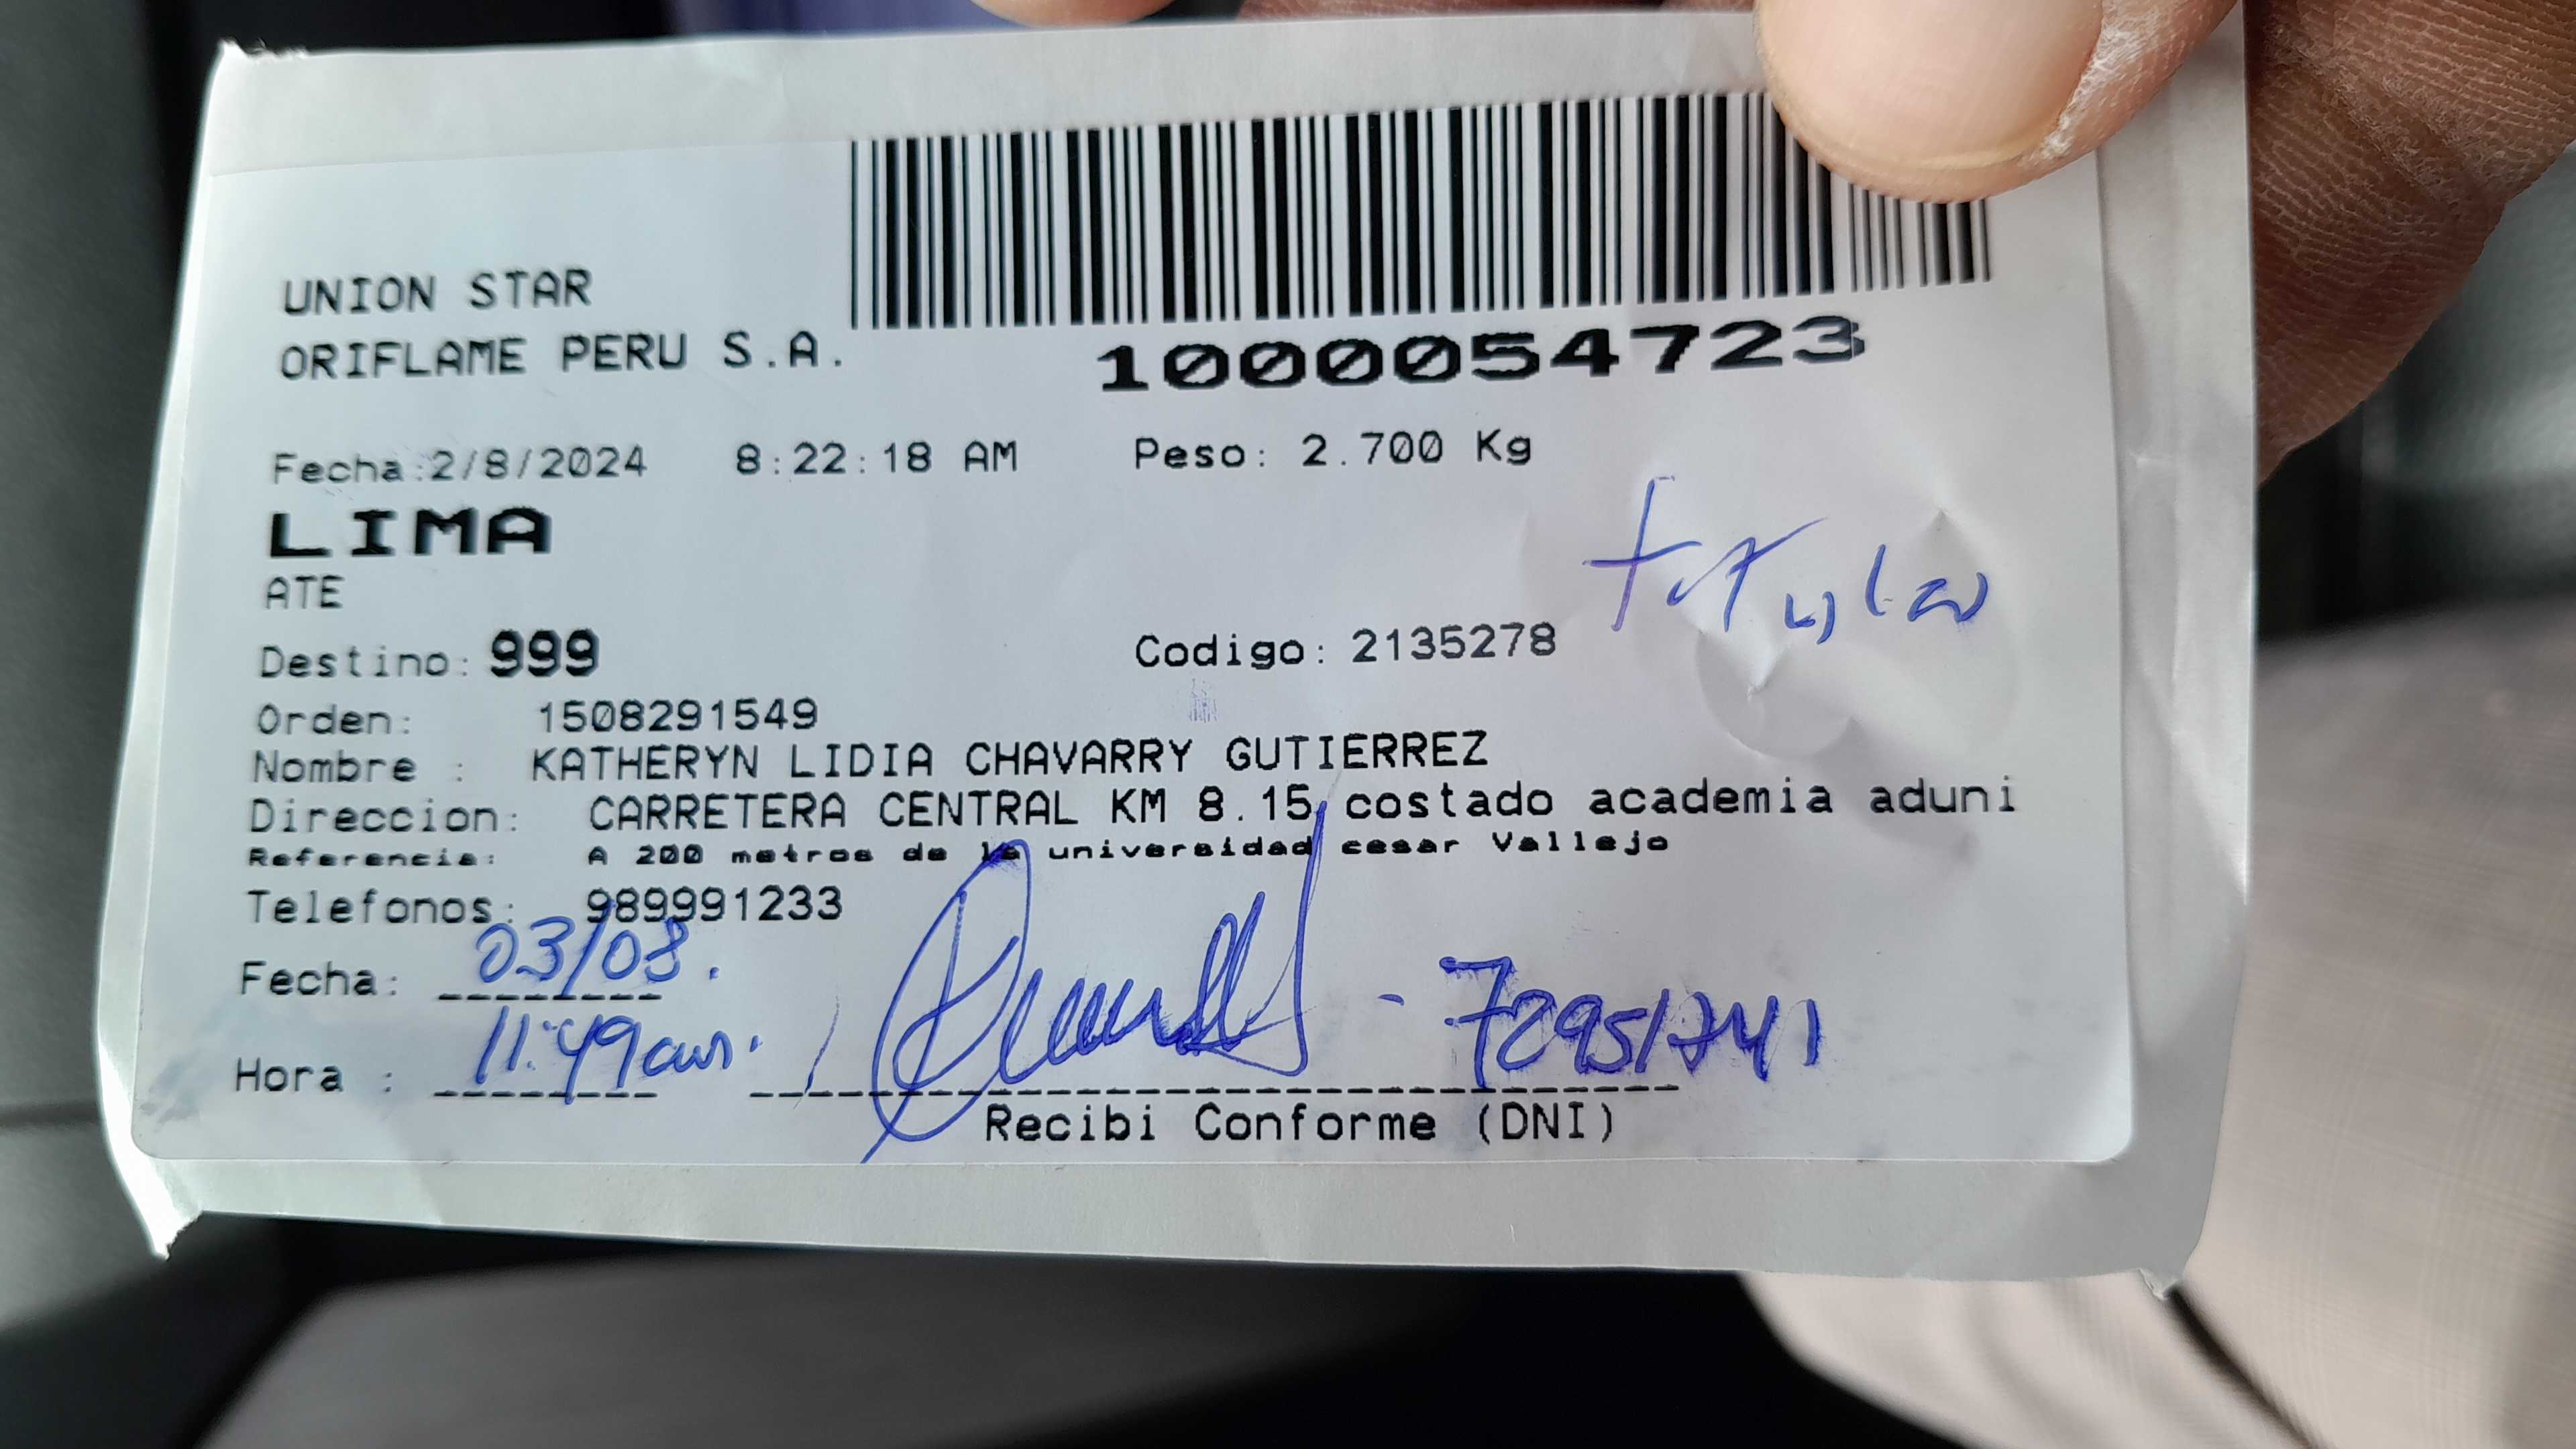 UNION STAR
ORIFLAME PERU S.A.
1000054723
Fecha:2/8/2024 8:22:18 AM Peso: 2.700 Kg
LIMA
ATE
titular
Destino: 999 Codigo: 2135278
Orden: 1508291549
Nombre : KATHERYN LIDIA CHAVARRY GUTIERREZ
Direccion: CARRETERA CENTRAL KM 8.15, costado academia aduni
Referencia: A 200 metros de la universidad cesar Vallejo
Telefonos: 989991233
Fecha: 03/08.
Hora : 11:49am. - 72951741
Recibi Conforme (DNI)